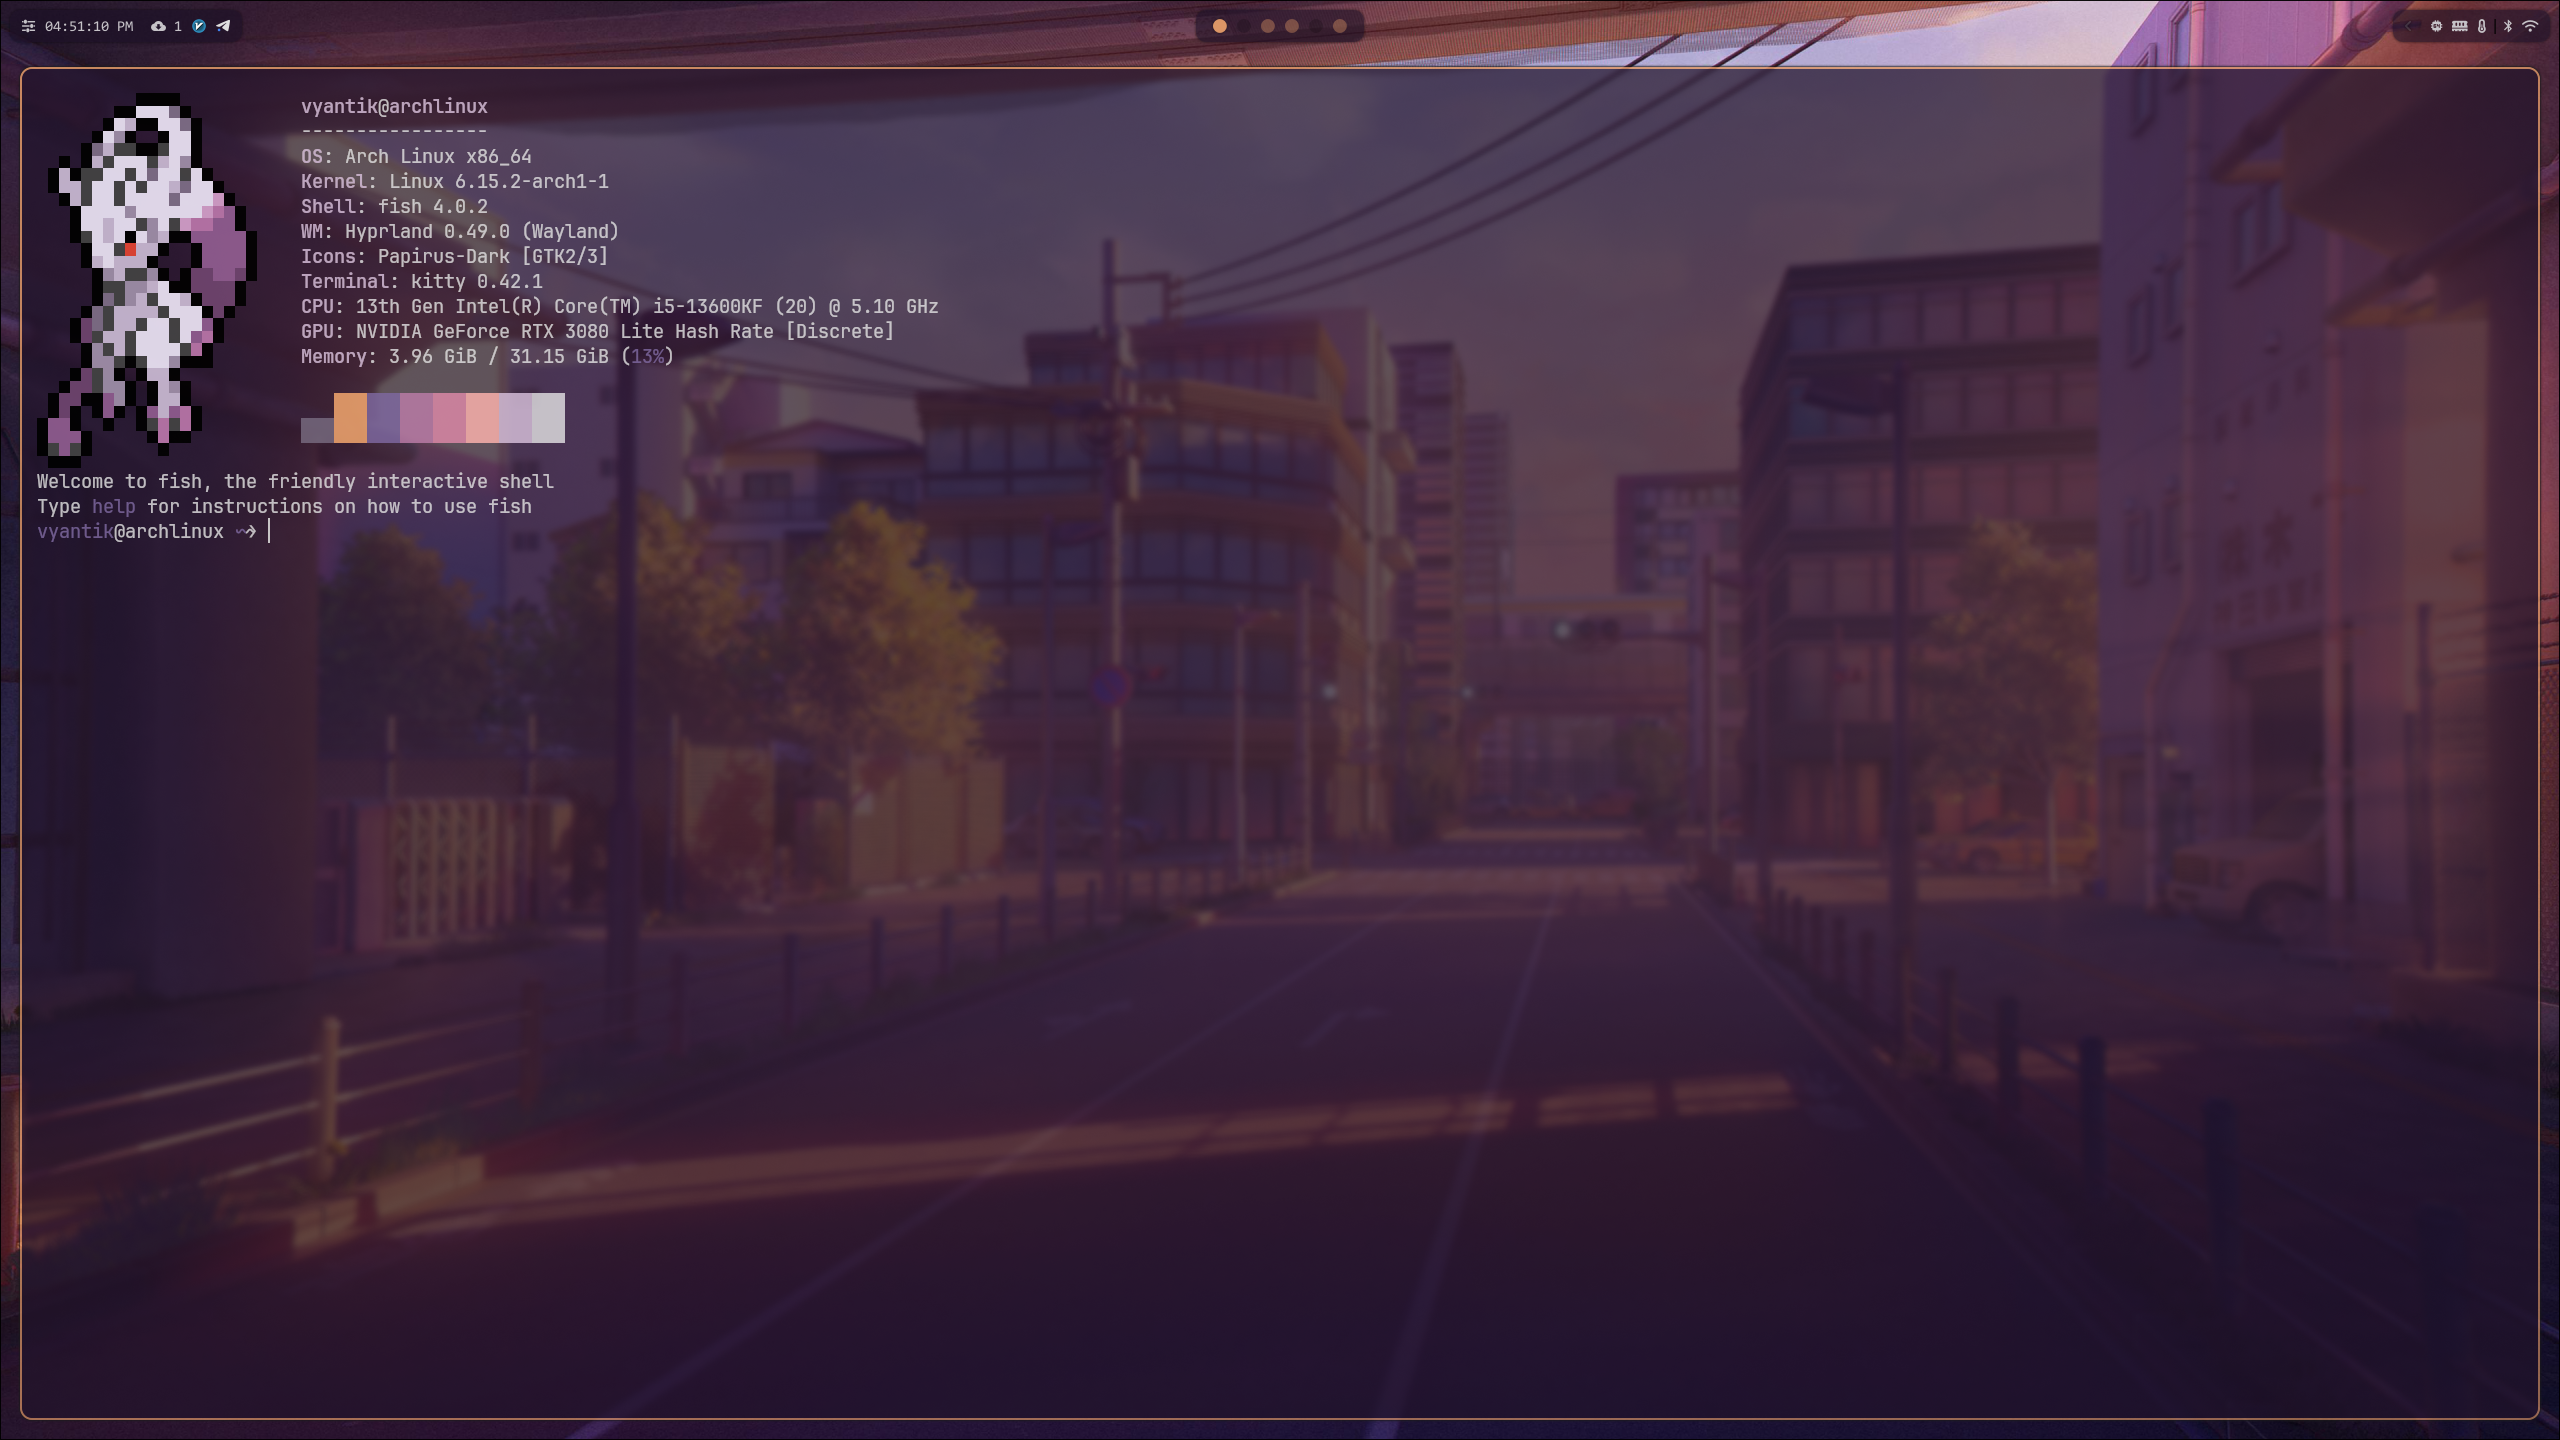 04:51:10 PM 1
vyantik@archlinux
-----------------
OS: Arch Linux x86_64
Kernel: Linux 6.15.2-arch1-1
Shell: fish 4.0.2
WM: Hyprland 0.49.0 (Wayland)
Icons: Papirus-Dark [GTK2/3]
Terminal: kitty 0.42.1
CPU: 13th Gen Intel(R) Core(TM) i5-13600KF (20) @ 5.10 GHz
GPU: NVIDIA GeForce RTX 3080 Lite Hash Rate [Discrete]
Memory: 3.96 GiB / 31.15 GiB (13%)
Welcome to fish, the friendly interactive shell
Type help for instructions on how to use fish
vyantik@archlinux ~>